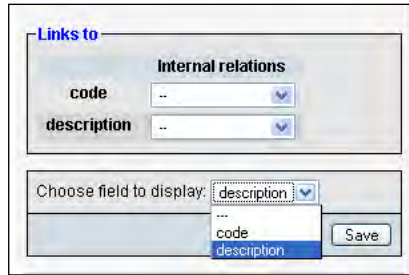 Links to
Internal relations
code --
description --
Choose field to display: description
---
code
description
Save